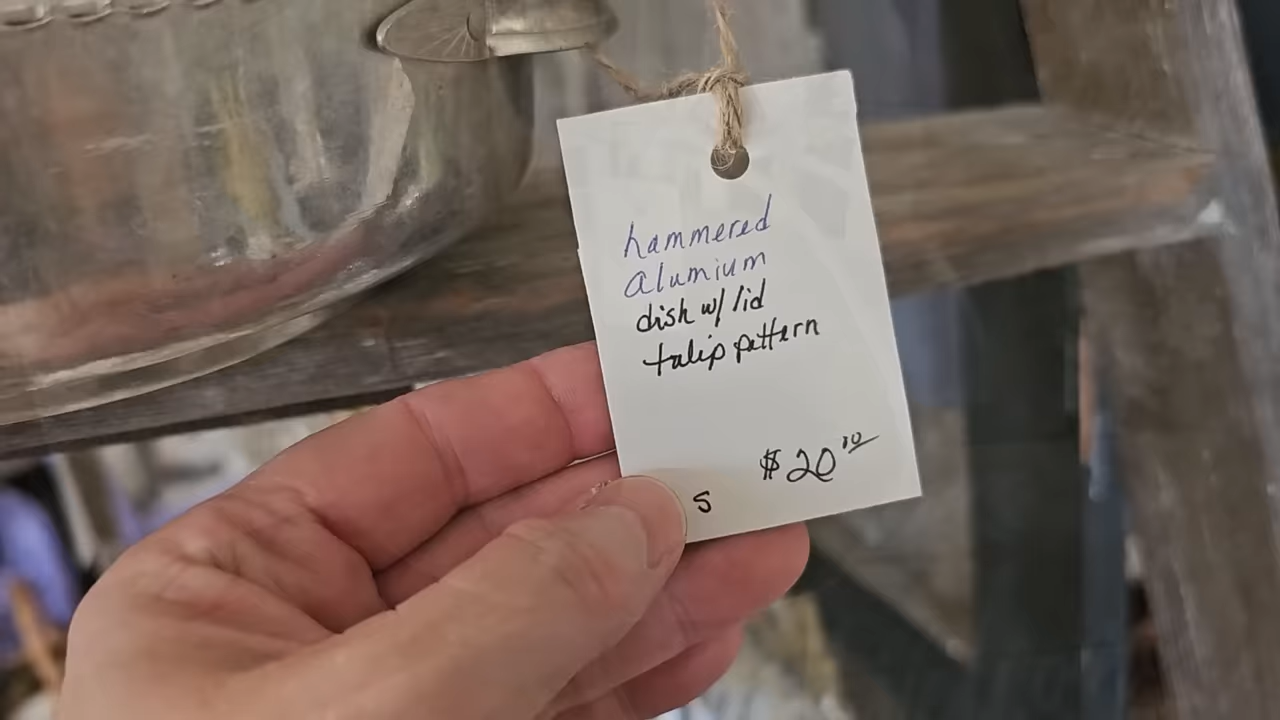 hammered
alumium
dish w/ lid
tulip pattern
$20.00
S